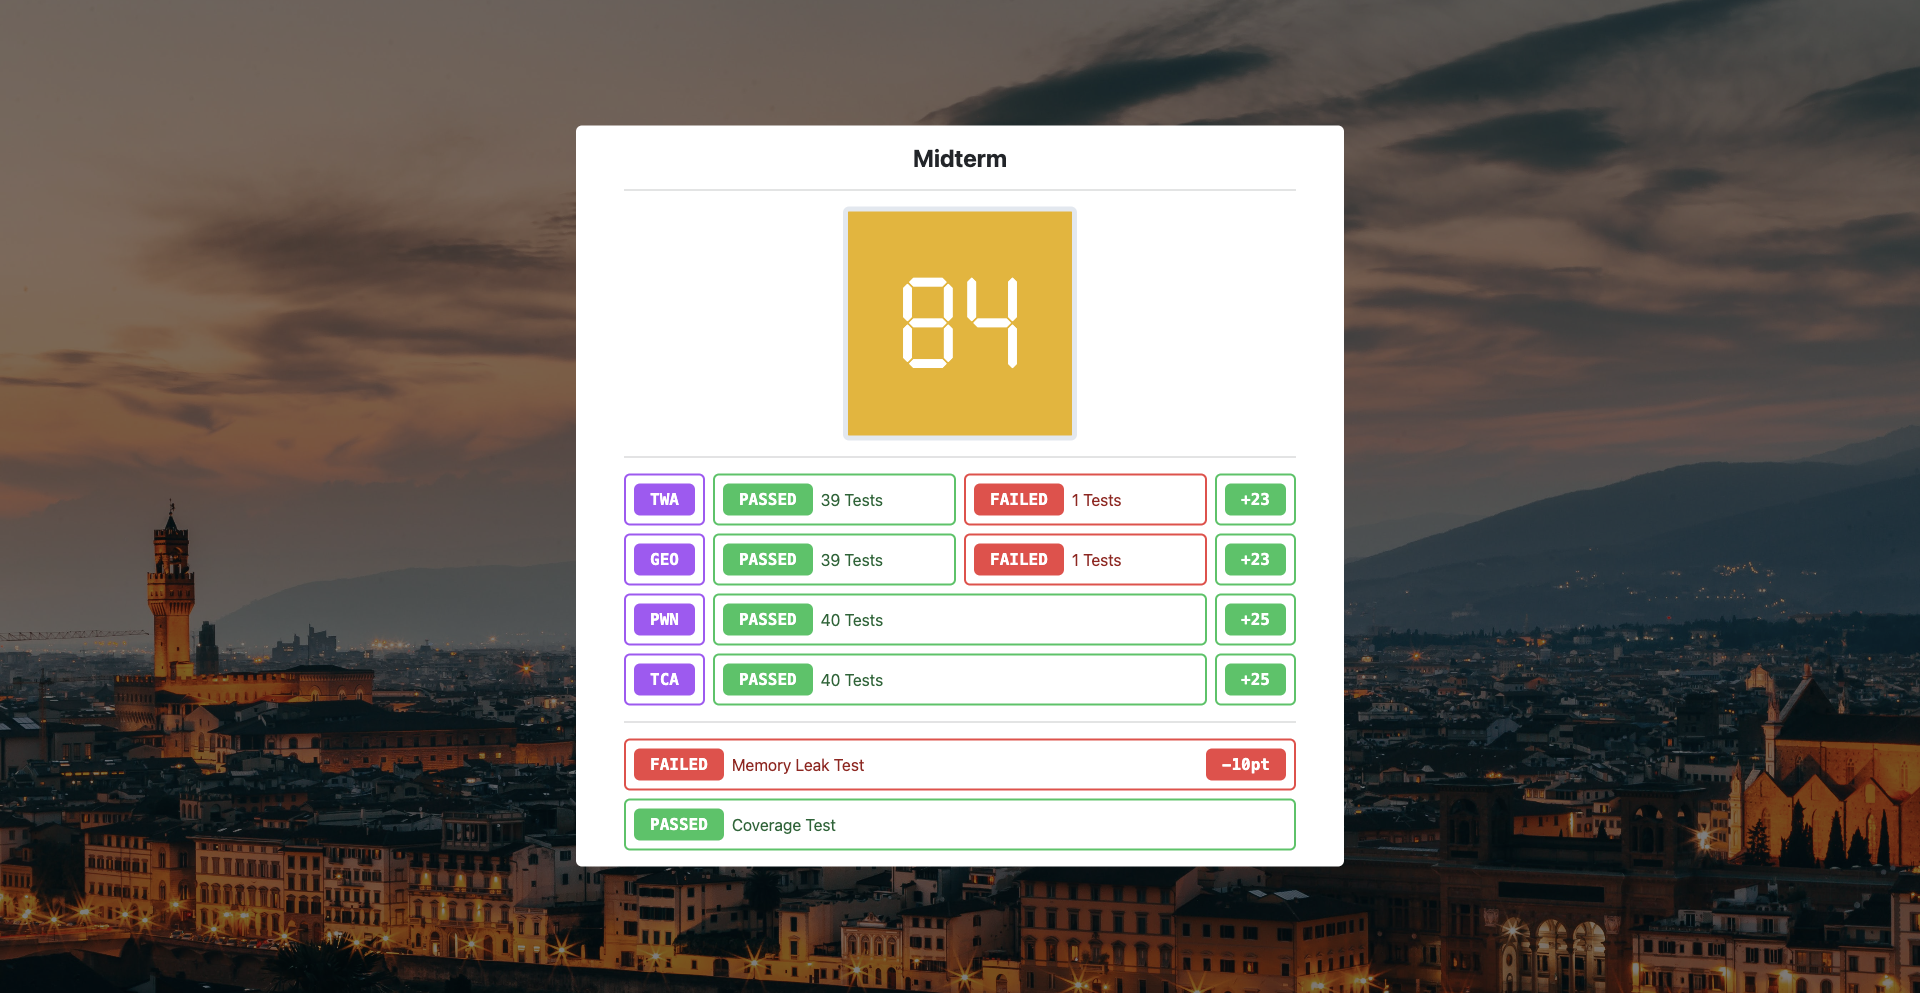 Midterm
84
TWA PASSED 39 Tests FAILED 1 Tests +23
GEO PASSED 39 Tests FAILED 1 Tests +23
PWN PASSED 40 Tests +25
TCA PASSED 40 Tests +25
FAILED Memory Leak Test -10pt
PASSED Coverage Test